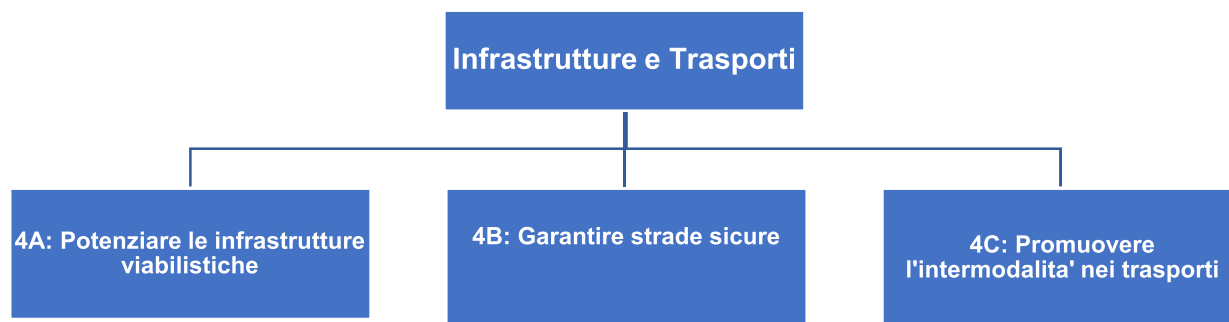 Infrastrutture e Trasporti
4A: Potenziare le infrastrutture
viabilistiche
4B: Garantire strade sicure
4C: Promuovere
l'intermodalita' nei trasporti